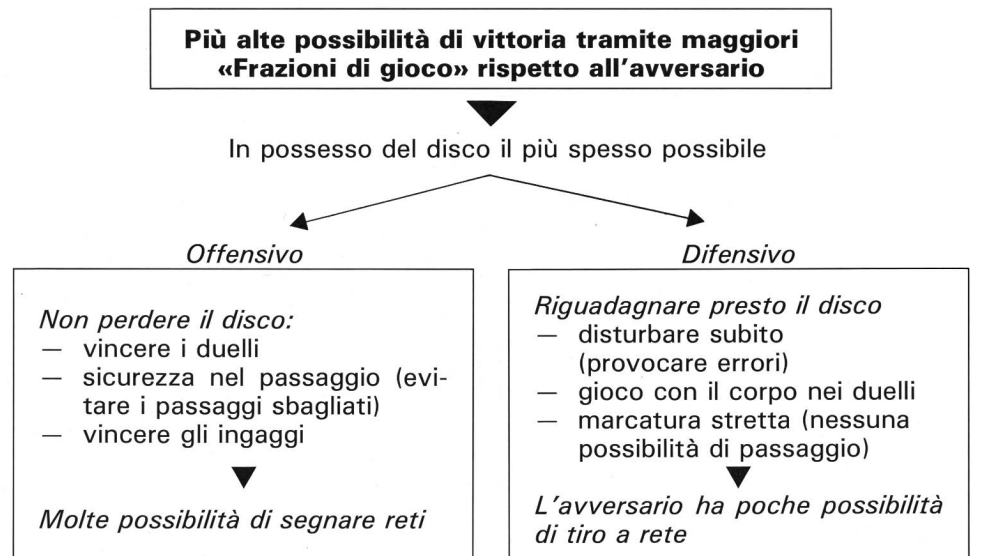 Più alte possibilità di vittoria tramite maggiori
«Frazioni di gioco» rispetto all'avversario
In possesso del disco il più spesso possibile
Offensivo
Non perdere il disco:
— vincere i duelli
— sicurezza nel passaggio (evi-
tare i passaggi sbagliati)
— vincere gli ingaggi
Molte possibilità di segnare reti
Difensivo
Riguadagnare presto il disco
— disturbare subito
(provocare errori)
— gioco con il corpo nei duelli
— marcatura stretta (nessuna
possibilità di passaggio)
L'avversario ha poche possibilità
di tiro a rete